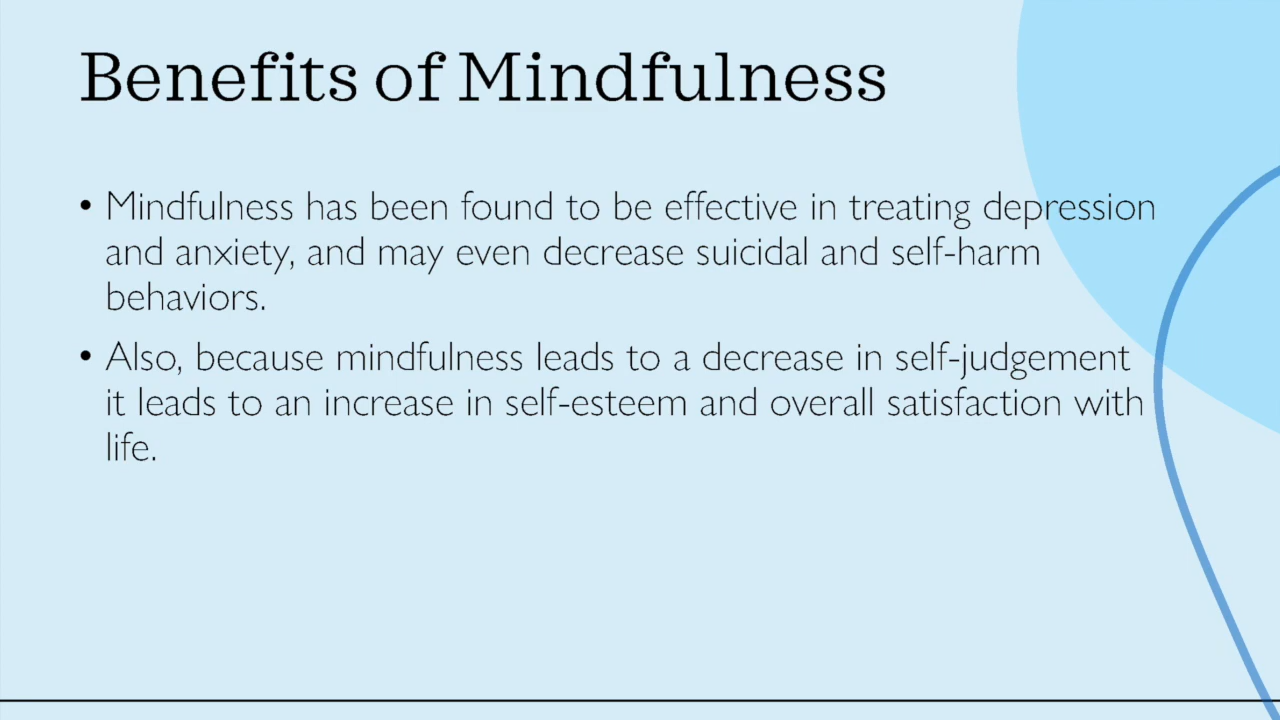 Benefits of Mindfulness
• Mindfulness has been found to be effective in treating depression
and anxiety, and may even decrease suicidal and self-harm
behaviors.
• Also, because mindfulness leads to a decrease in self-judgement
it leads to an increase in self-esteem and overall satisfaction with
life.